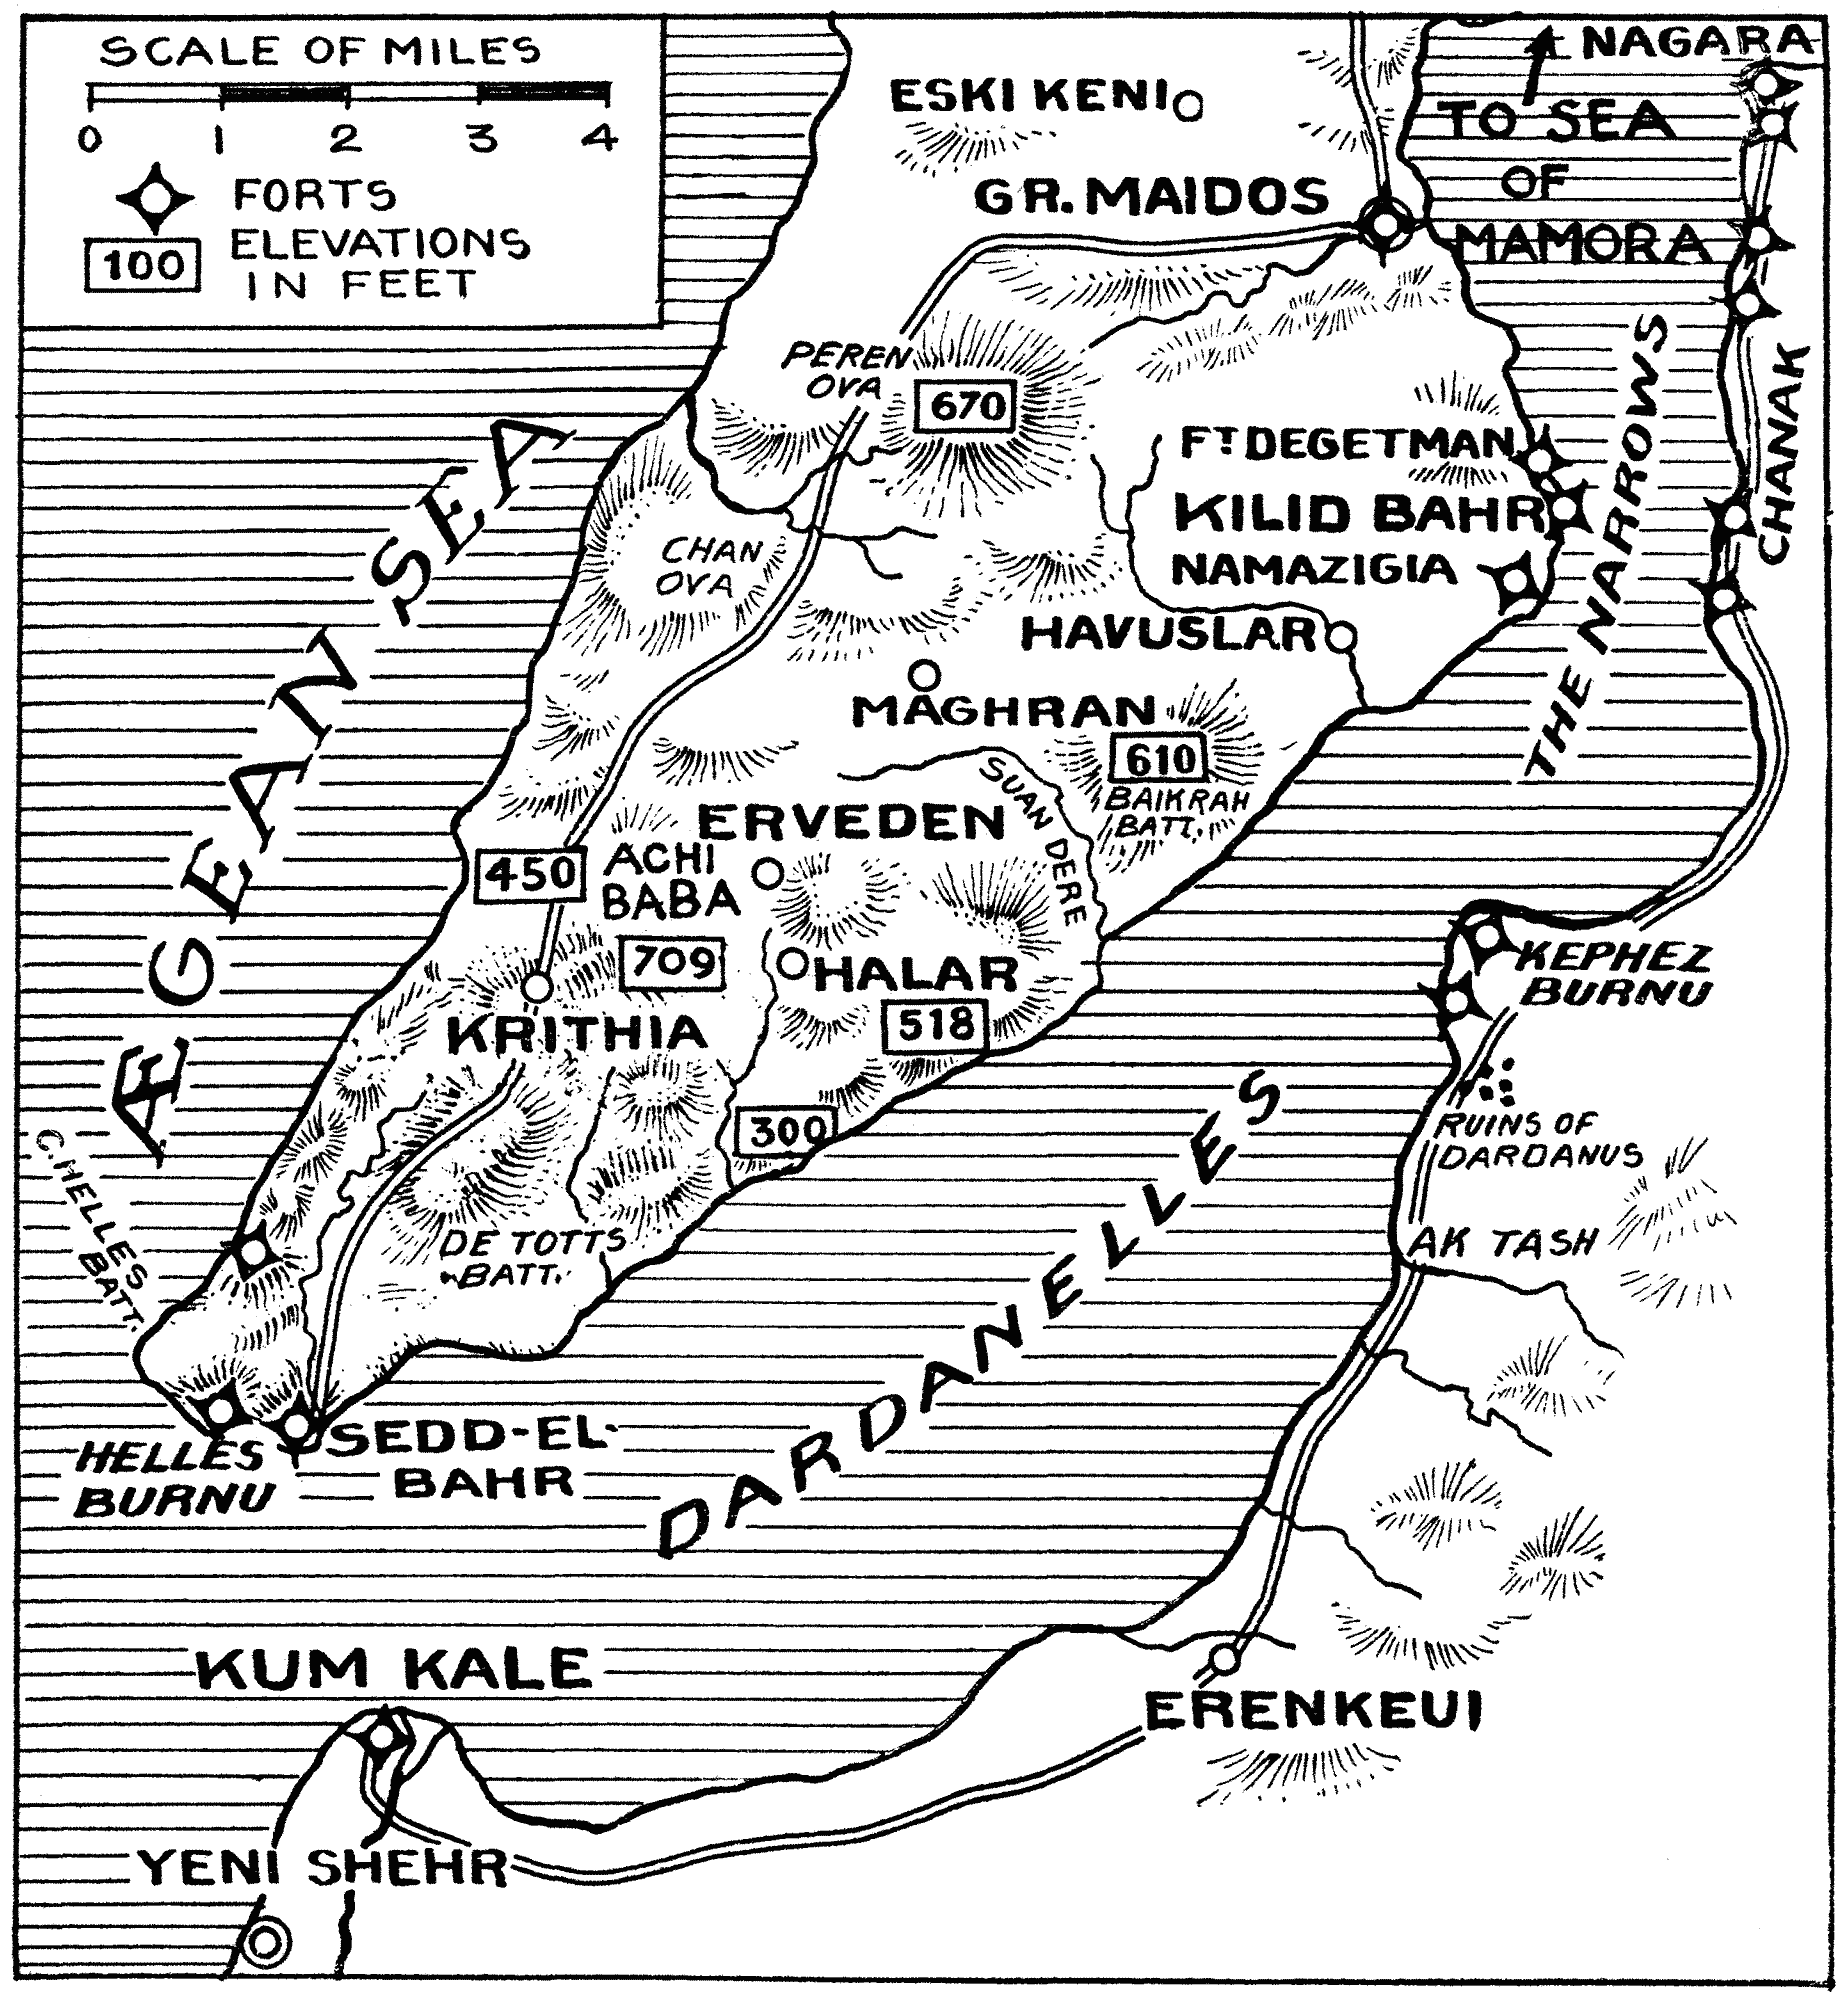 SCALE OF MILES
0 1 2 3 4
FORTS
100
ELEVATIONS
IN FEET
NAGARA
TO SEA
OF
MAMORA
ESKI KENI
GR. MAIDOS
PEREN
OVA
670
FT DEGETMAN
KILID BAHR
NAMAZIGIA
THE NARROWS
CHANAK
CHAN
OVA
HAVUSLAR
MAGHRAN
610
BAIKRAH
BATT.
SUAN DERE
ÆGEAN SEA
ERVEDEN
450
ACHI
BABA
709
HALAR
518
KRITHIA
300
KEPHEZ
BURNU
RUINS OF
DARDANUS
AK TASH
C. HELLES
BATT.
DE TOTTS
BATT.
DARDANELLES
HELLES
BURNU
SEDD-EL-
BAHR
KUM KALE
ERENKEUI
YENI SHEHR